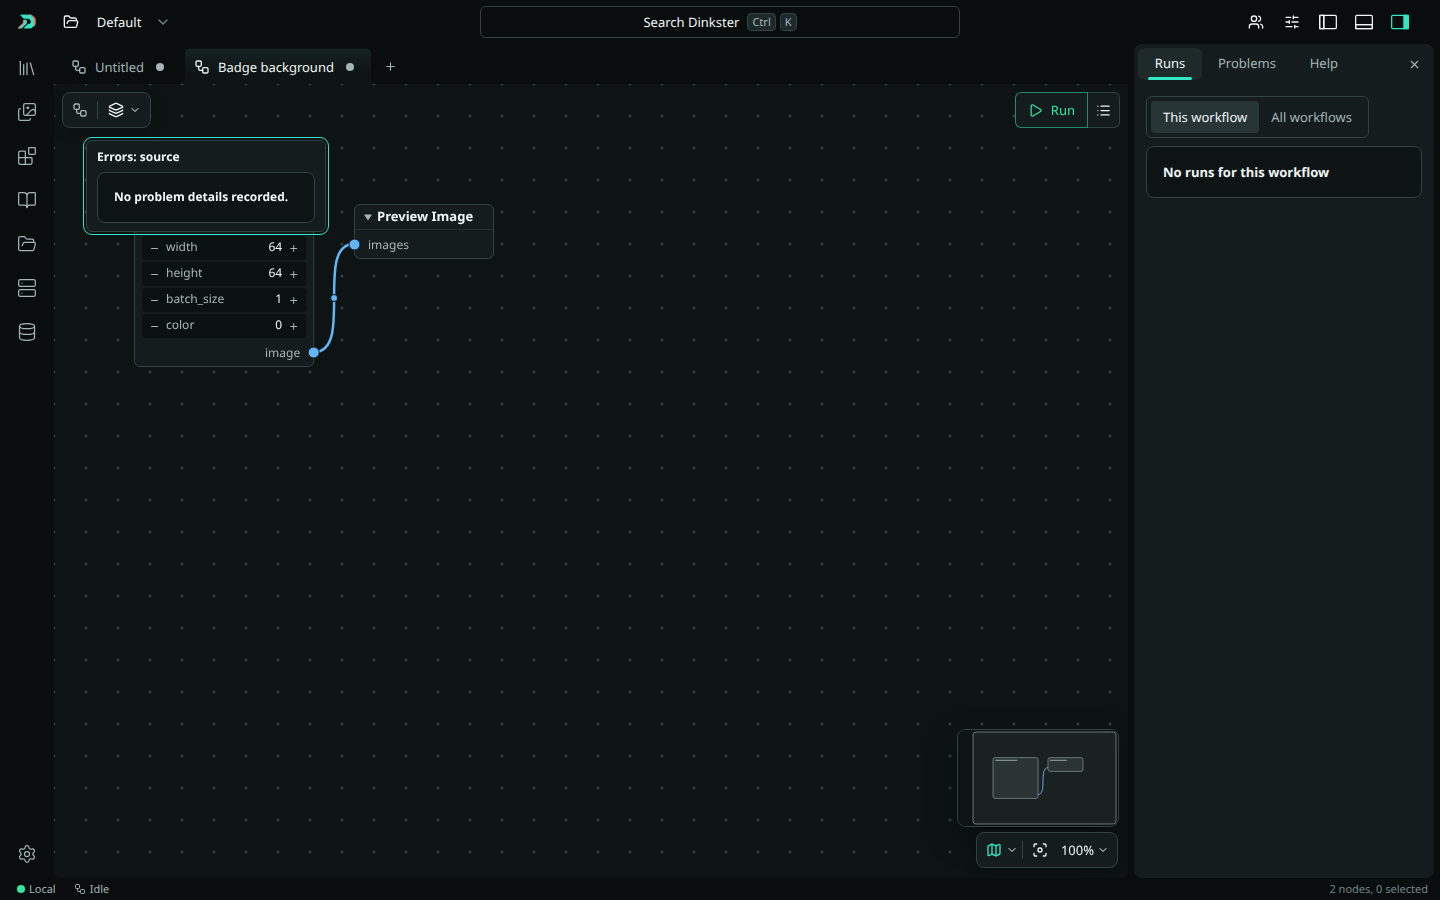 Default
Search Dinkster Ctrl K
Untitled
Badge background
Runs
Problems
Help
Run
This workflow
All workflows
No runs for this workflow
Errors: source
No problem details recorded.
width 64
height 64
batch_size 1
color 0
image
Preview Image
images
100%
Local
Idle
2 nodes, 0 selected